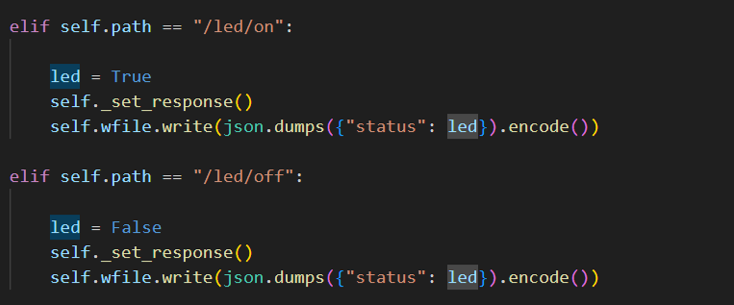 elif self.path == "/led/on":
led = True
self._set_response()
self.wfile.write(json.dumps({"status": led}).encode())
elif self.path == "/led/off":
led = False
self._set_response()
self.wfile.write(json.dumps({"status": led}).encode())